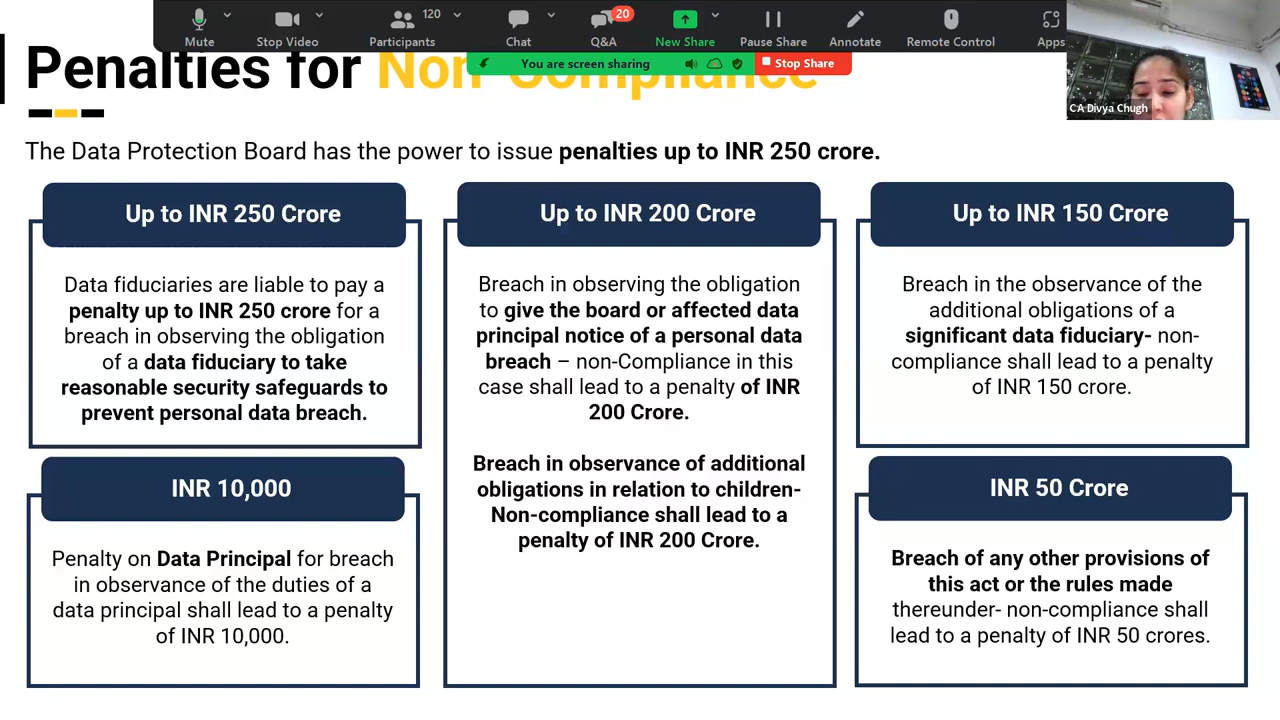 120
20
Mute
Stop Video
Participants
Chat
Q&A
New Share
Pause Share
Annotate
Remote Control
Apps
You are screen sharing
Stop Share
CA Divya Chugh
Penalties for Non-Compliance
The Data Protection Board has the power to issue penalties up to INR 250 crore.
Up to INR 250 Crore
Data fiduciaries are liable to pay a
penalty up to INR 250 crore for a
breach in observing the obligation
of a data fiduciary to take
reasonable security safeguards to
prevent personal data breach.
Up to INR 200 Crore
Breach in observing the obligation
to give the board or affected data
principal notice of a personal data
breach – non-Compliance in this
case shall lead to a penalty of INR
200 Crore.
Breach in observance of additional
obligations in relation to children-
Non-compliance shall lead to a
penalty of INR 200 Crore.
Up to INR 150 Crore
Breach in the observance of the
additional obligations of a
significant data fiduciary- non-
compliance shall lead to a penalty
of INR 150 crore.
INR 10,000
Penalty on Data Principal for breach
in observance of the duties of a
data principal shall lead to a penalty
of INR 10,000.
INR 50 Crore
Breach of any other provisions of
this act or the rules made
thereunder- non-compliance shall
lead to a penalty of INR 50 crores.